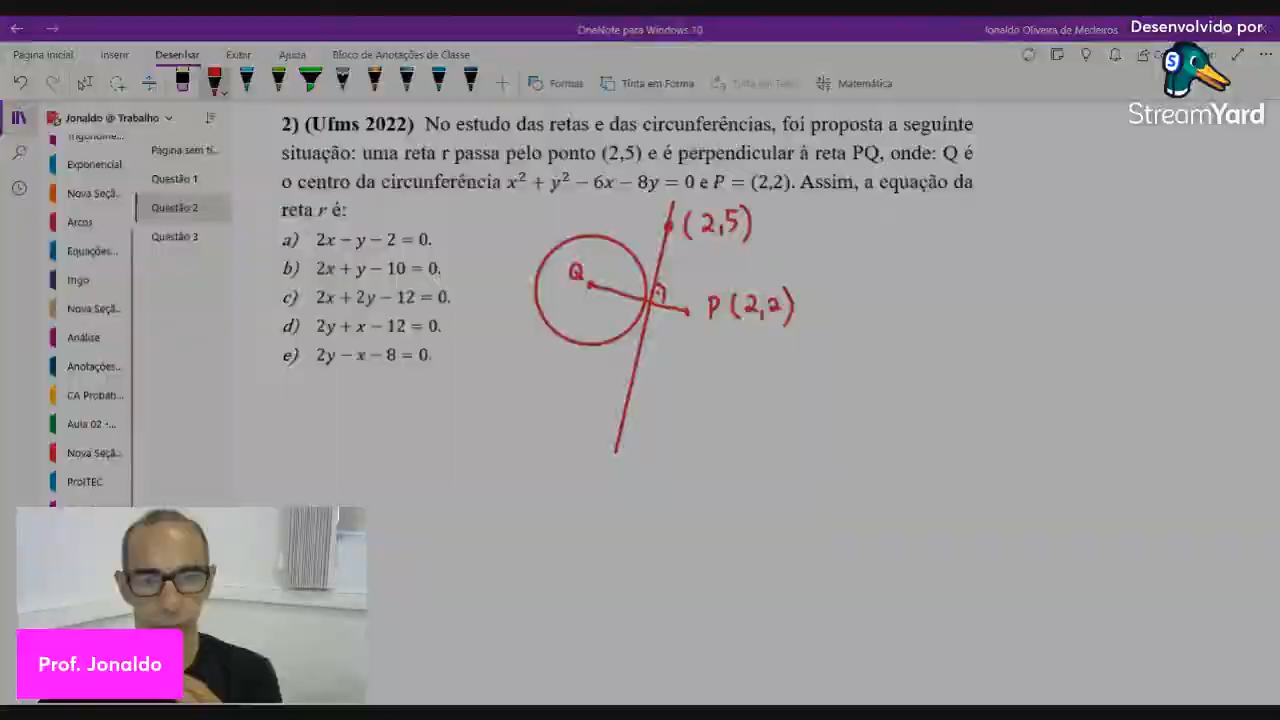 OneNote para Windows 10
Jonaldo Oliveira de Medeiros
Desenvolvido por
StreamYard
Página inicial Inserir Desenhar Exibir Ajuda Bloco de Anotações de Classe
Formas Tinta em Forma Tinta em Texto Matemática
Jonaldo @ Trabalho
Exponencial
Nova Seçã...
Arcos
Equações...
Nova Seçã...
Análise
Anotações...
CA Probab...
Aula 02 -...
Nova Seçã...
ProITEC
Página sem tí...
Questão 1
Questão 2
Questão 3
2) (Ufms 2022) No estudo das retas e das circunferências, foi proposta a seguinte
situação: uma reta r passa pelo ponto (2,5) e é perpendicular à reta PQ, onde: Q é
o centro da circunferência x² + y² − 6x − 8y = 0 e P = (2,2). Assim, a equação da
reta r é:
a) 2x − y − 2 = 0.
b) 2x + y − 10 = 0.
c) 2x + 2y − 12 = 0.
d) 2y + x − 12 = 0.
e) 2y − x − 8 = 0.
(2,5)
Q
P (2,2)
Prof. Jonaldo